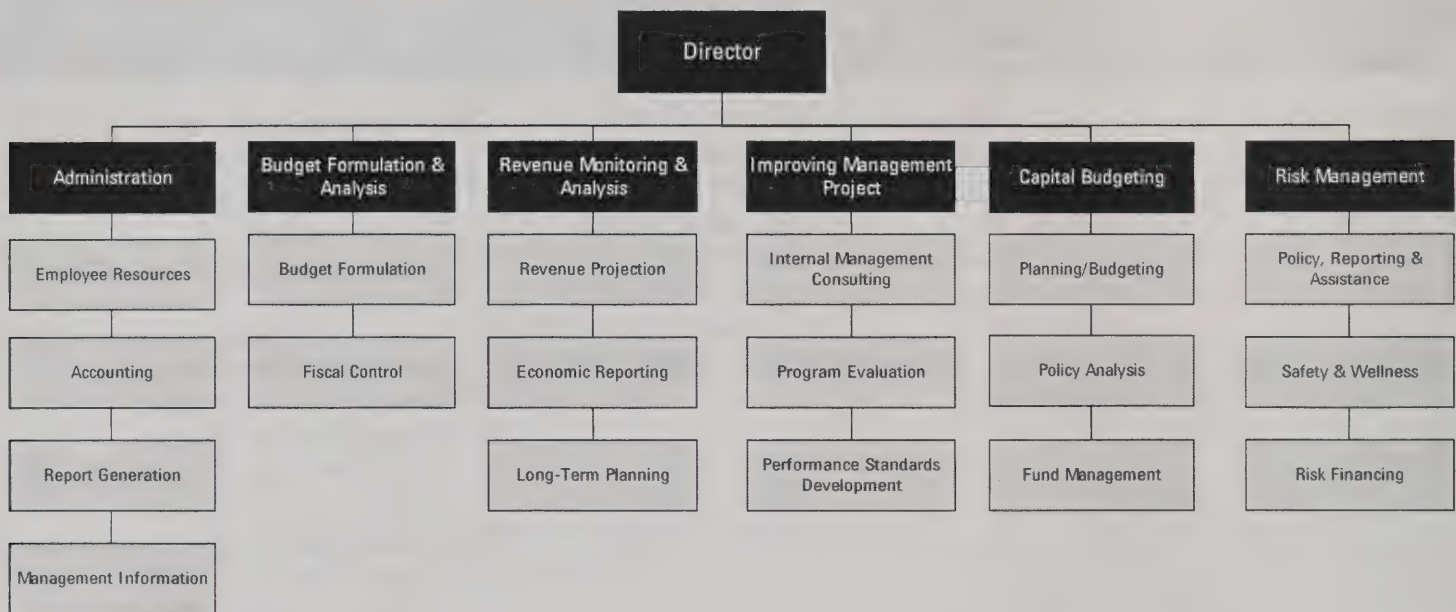 Director
Administration
Budget Formulation &
Analysis
Revenue Monitoring &
Analysis
Improving Management
Project
Capital Budgeting
Risk Management
Employee Resources
Budget Formulation
Revenue Projection
Internal Management
Consulting
Planning/Budgeting
Policy, Reporting &
Assistance
Accounting
Fiscal Control
Economic Reporting
Program Evaluation
Policy Analysis
Safety & Wellness
Report Generation
Long-Term Planning
Performance Standards
Development
Fund Management
Risk Financing
Management Information